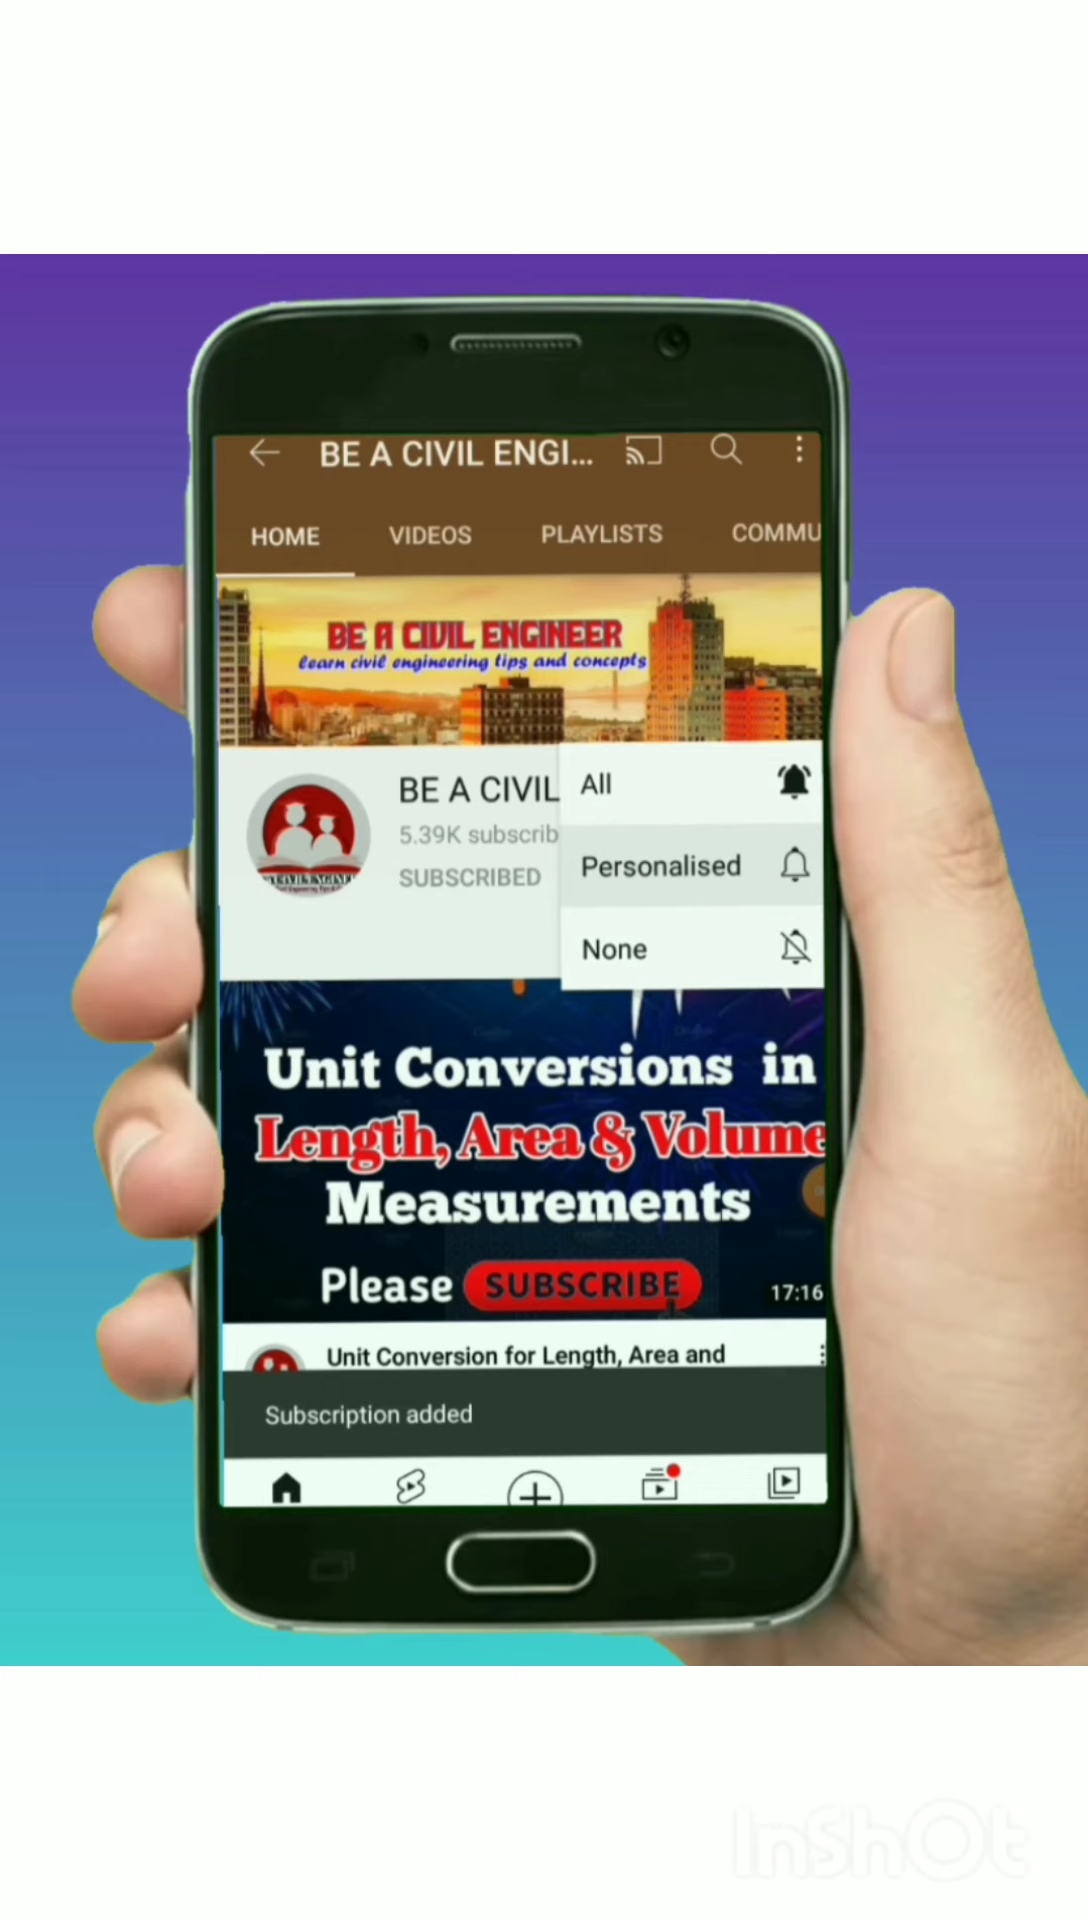 BE A CIVIL ENGI...
HOME VIDEOS PLAYLISTS COMMU
BE A CIVIL ENGINEER
learn civil engineering tips and concepts
BE A CIVIL
5.39K subscrib
SUBSCRIBED
All
Personalised
None
Unit Conversions in
Length, Area & Volume
Measurements
Please SUBSCRIBE
17:16
Unit Conversion for Length, Area and
Subscription added
InShOt